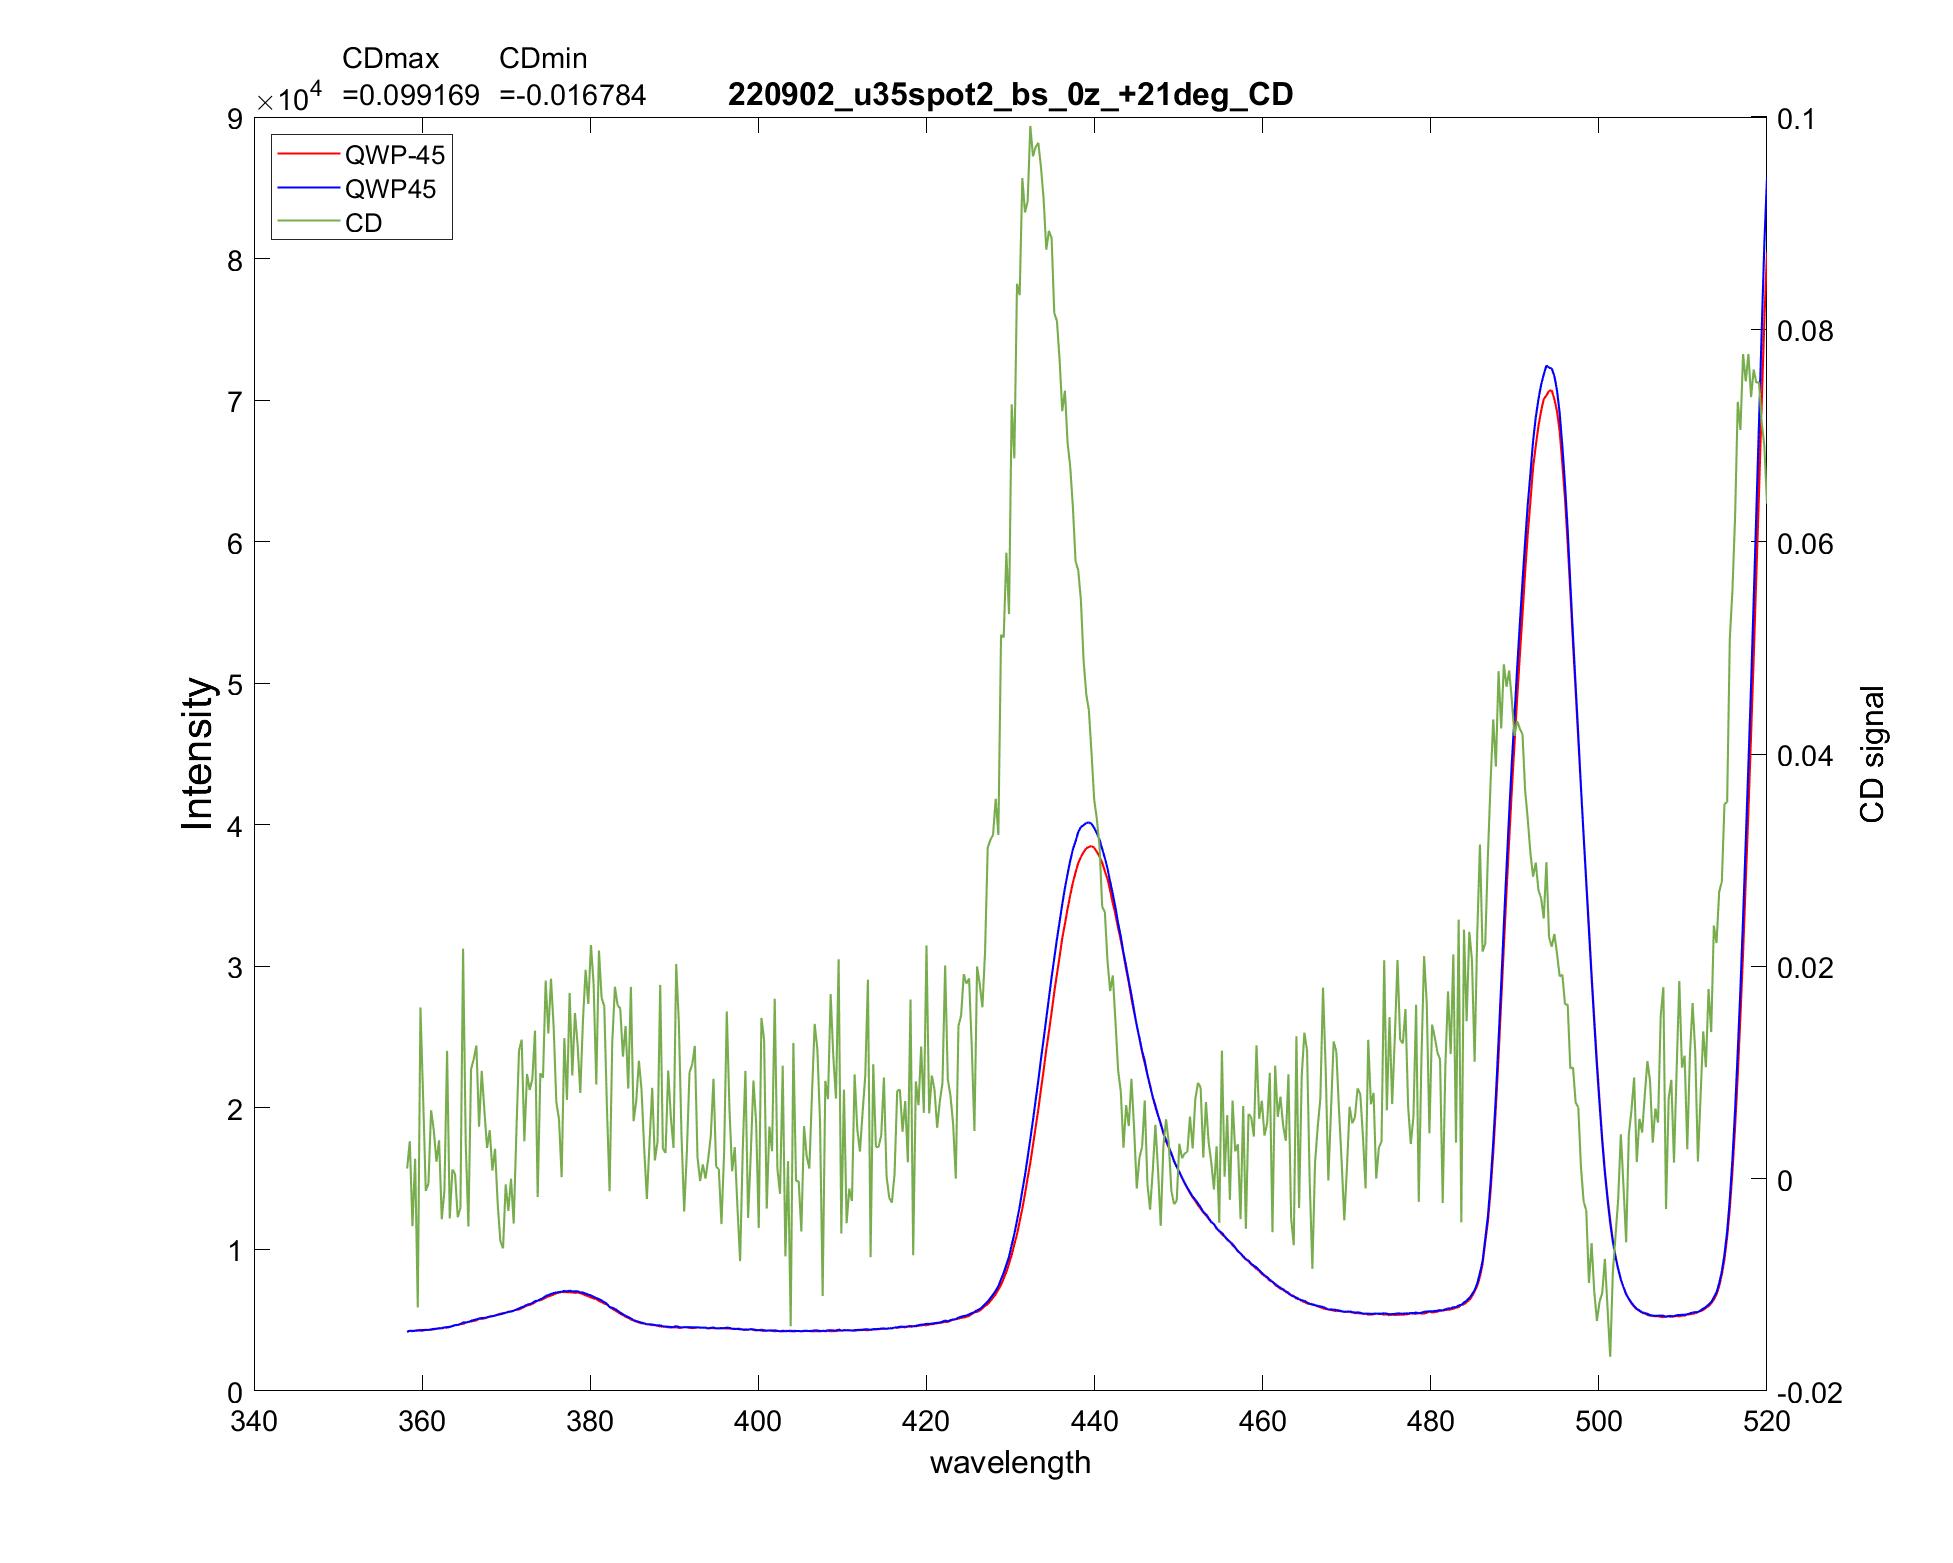 CDmax CDmin
×10^4 =0.099169 =-0.016784 220902_u35spot2_bs_0z_+21deg_CD
QWP-45
QWP45
CD
9
8
7
6
5
4
3
2
1
0
Intensity
0.1
0.08
0.06
0.04
0.02
0
-0.02
CD signal
340 360 380 400 420 440 460 480 500 520
wavelength